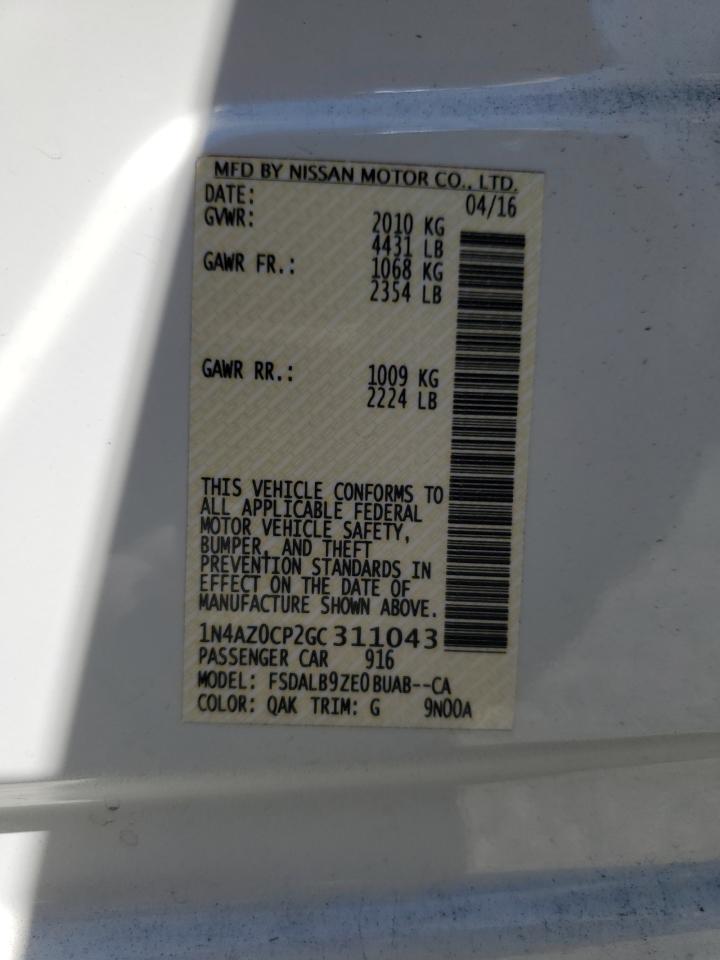 MFD BY NISSAN MOTOR CO., LTD.
DATE: 04/16
GVWR: 2010 KG
4431 LB
GAWR FR.: 1068 KG
2354 LB
GAWR RR.: 1009 KG
2224 LB
THIS VEHICLE CONFORMS TO
ALL APPLICABLE FEDERAL
MOTOR VEHICLE SAFETY,
BUMPER, AND THEFT
PREVENTION STANDARDS IN
EFFECT ON THE DATE OF
MANUFACTURE SHOWN ABOVE.
1N4AZ0CP2GC311043
PASSENGER CAR 916
MODEL: FSDALB9ZE0BUAB--CA
COLOR: QAK TRIM: G 9N00A